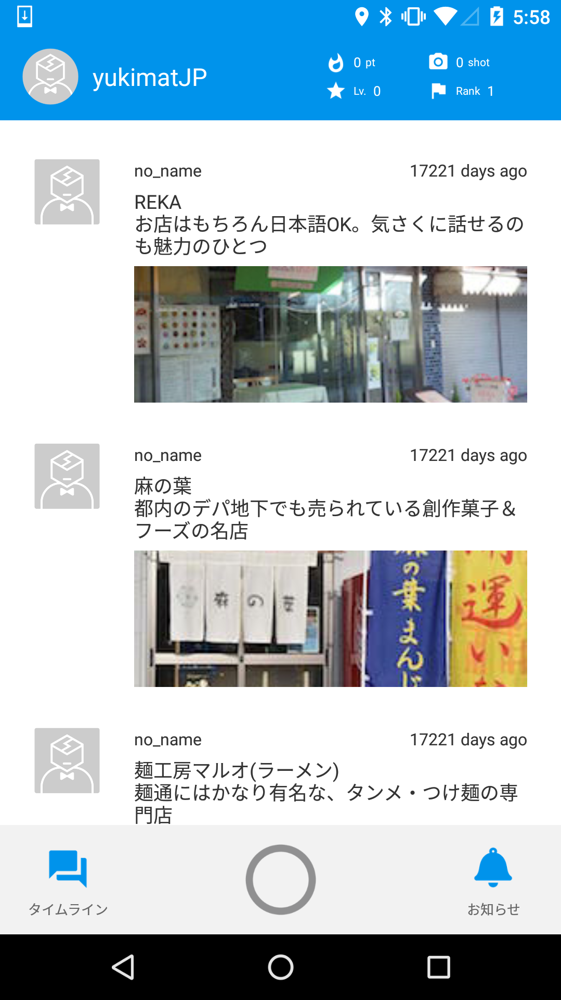 5:58
yukimatJP
0 pt
0 shot
Lv. 0
Rank 1
no_name
17221 days ago
REKA
お店はもちろん日本語OK。気さくに話せるの
も魅力のひとつ
no_name
17221 days ago
麻の葉
都内のデパ地下でも売られている創作菓子＆
フーズの名店
麻の葉
の葉まんじ
運い
no_name
17221 days ago
麺工房マルオ(ラーメン)
麺通にはかなり有名な、タンメ・つけ麺の専
門店
タイムライン
お知らせ